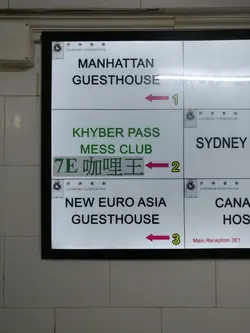 MANHATTAN
GUESTHOUSE
1
KHYBER PASS
MESS CLUB
7E 咖哩王
2
SYDNEY
NEW EURO ASIA
GUESTHOUSE
3
CANA
HOS
Main,Reception 3E1